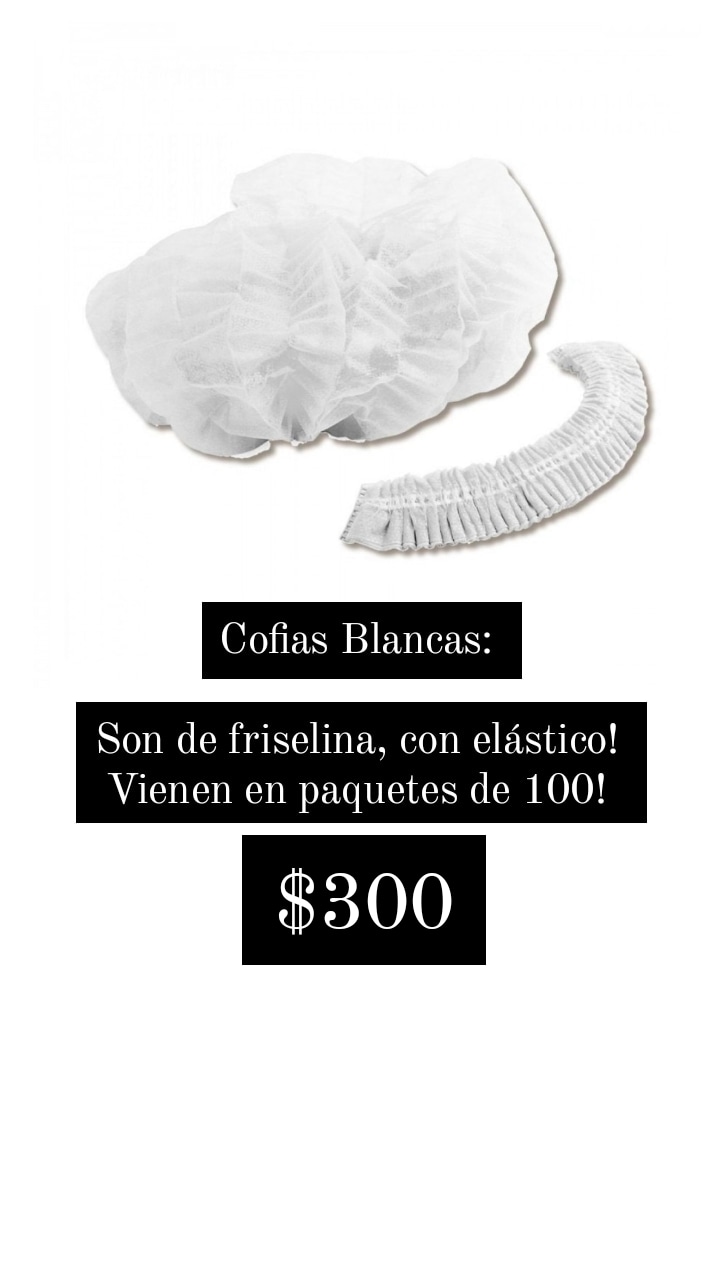 Cofias Blancas:
Son de friselina, con elástico!
Vienen en paquetes de 100!
$300